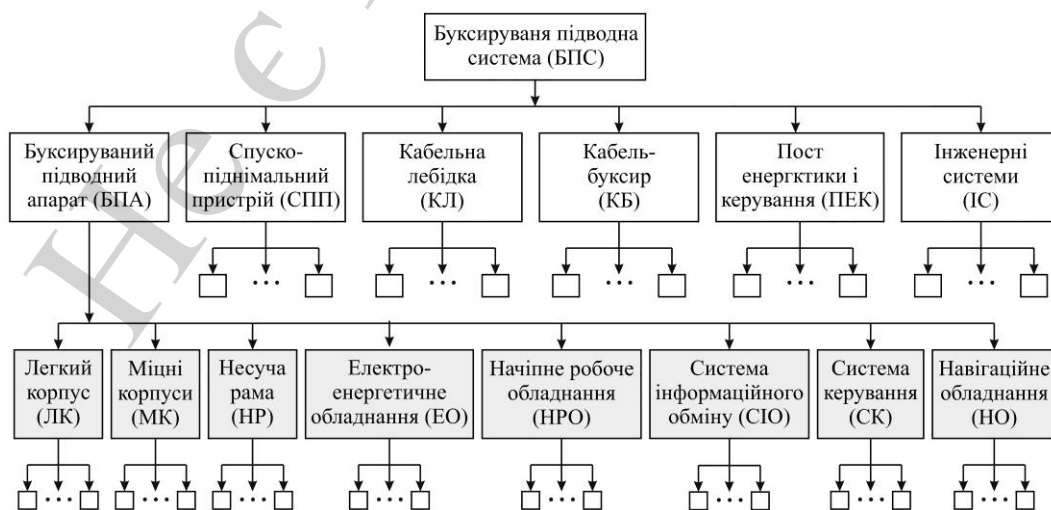 Буксируваня підводна
система (БПС)
Буксируваний
підводний
апарат (БПА)
Спуско-
піднімальний
пристрій (СПП)
Кабельна
лебідка
(КЛ)
Кабель-
буксир
(КБ)
Пост
енергктики і
керування (ПЕК)
Інженерні
системи
(ІС)
Легкий
корпус
(ЛК)
Міцні
корпуси
(МК)
Несуча
рама
(НР)
Електро-
енергетичне
обладнання (ЕО)
Начіпне робоче
обладнання
(НРО)
Система
інформаційного
обміну (СІО)
Система
керування
(СК)
Навігаційне
обладнання
(НО)
Не є